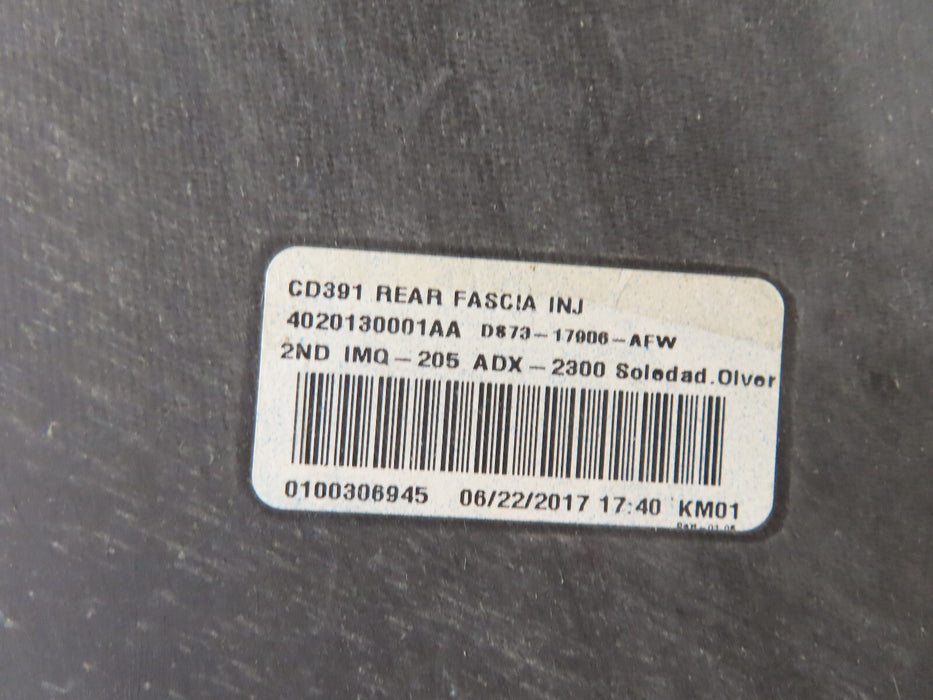 CD391 REAR FASCIA INJ
4020130001AA D873-17906-AFW
2ND IMQ-205 ADX-2300 Soledad.Olver
0100306945 06/22/2017 17:40 KM01